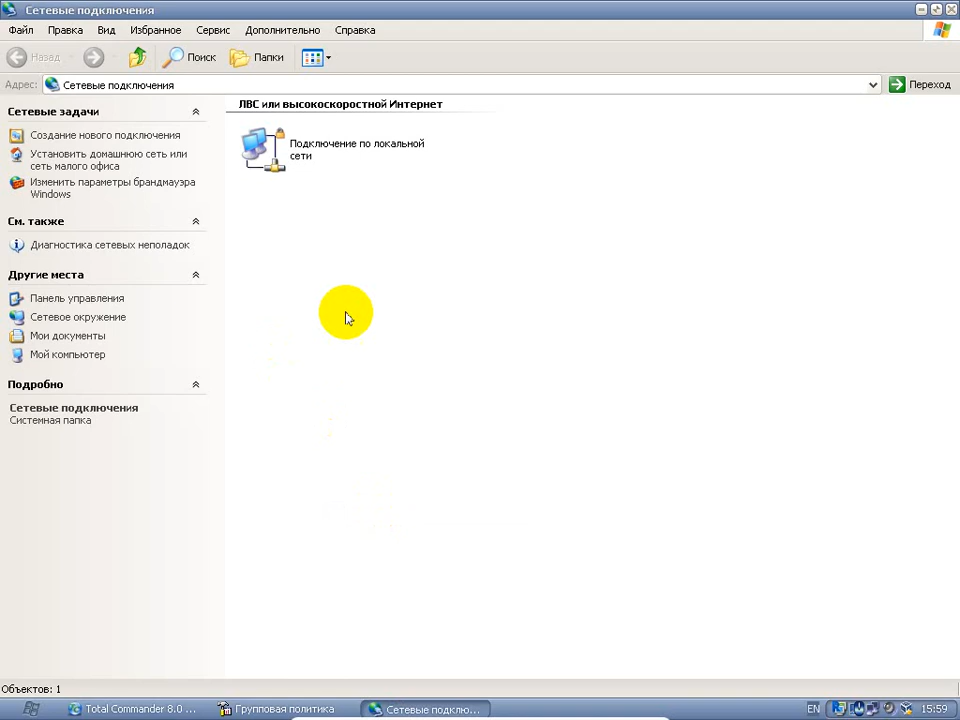 Сетевые подключения
Файл Правка Вид Избранное Сервис Дополнительно Справка
Назад Поиск Папки
Адрес: Сетевые подключения Переход
Сетевые задачи
Создание нового подключения
Установить домашнюю сеть или
сеть малого офиса
Изменить параметры брандмауэра
Windows
См. также
Диагностика сетевых неполадок
Другие места
Панель управления
Сетевое окружение
Мои документы
Мой компьютер
Подробно
Сетевые подключения
Системная папка
ЛВС или высокоскоростной Интернет
Подключение по локальной
сети
Объектов: 1
Total Commander 8.0 ... Групповая политика Сетевые подклю... EN 15:59